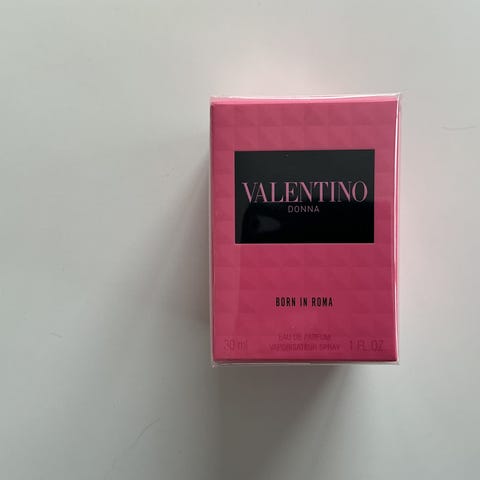 VALENTINO
DONNA
BORN IN ROMA
EAU DE PARFUM
30 ml VAPORISATEUR SPRAY 1 FL OZ